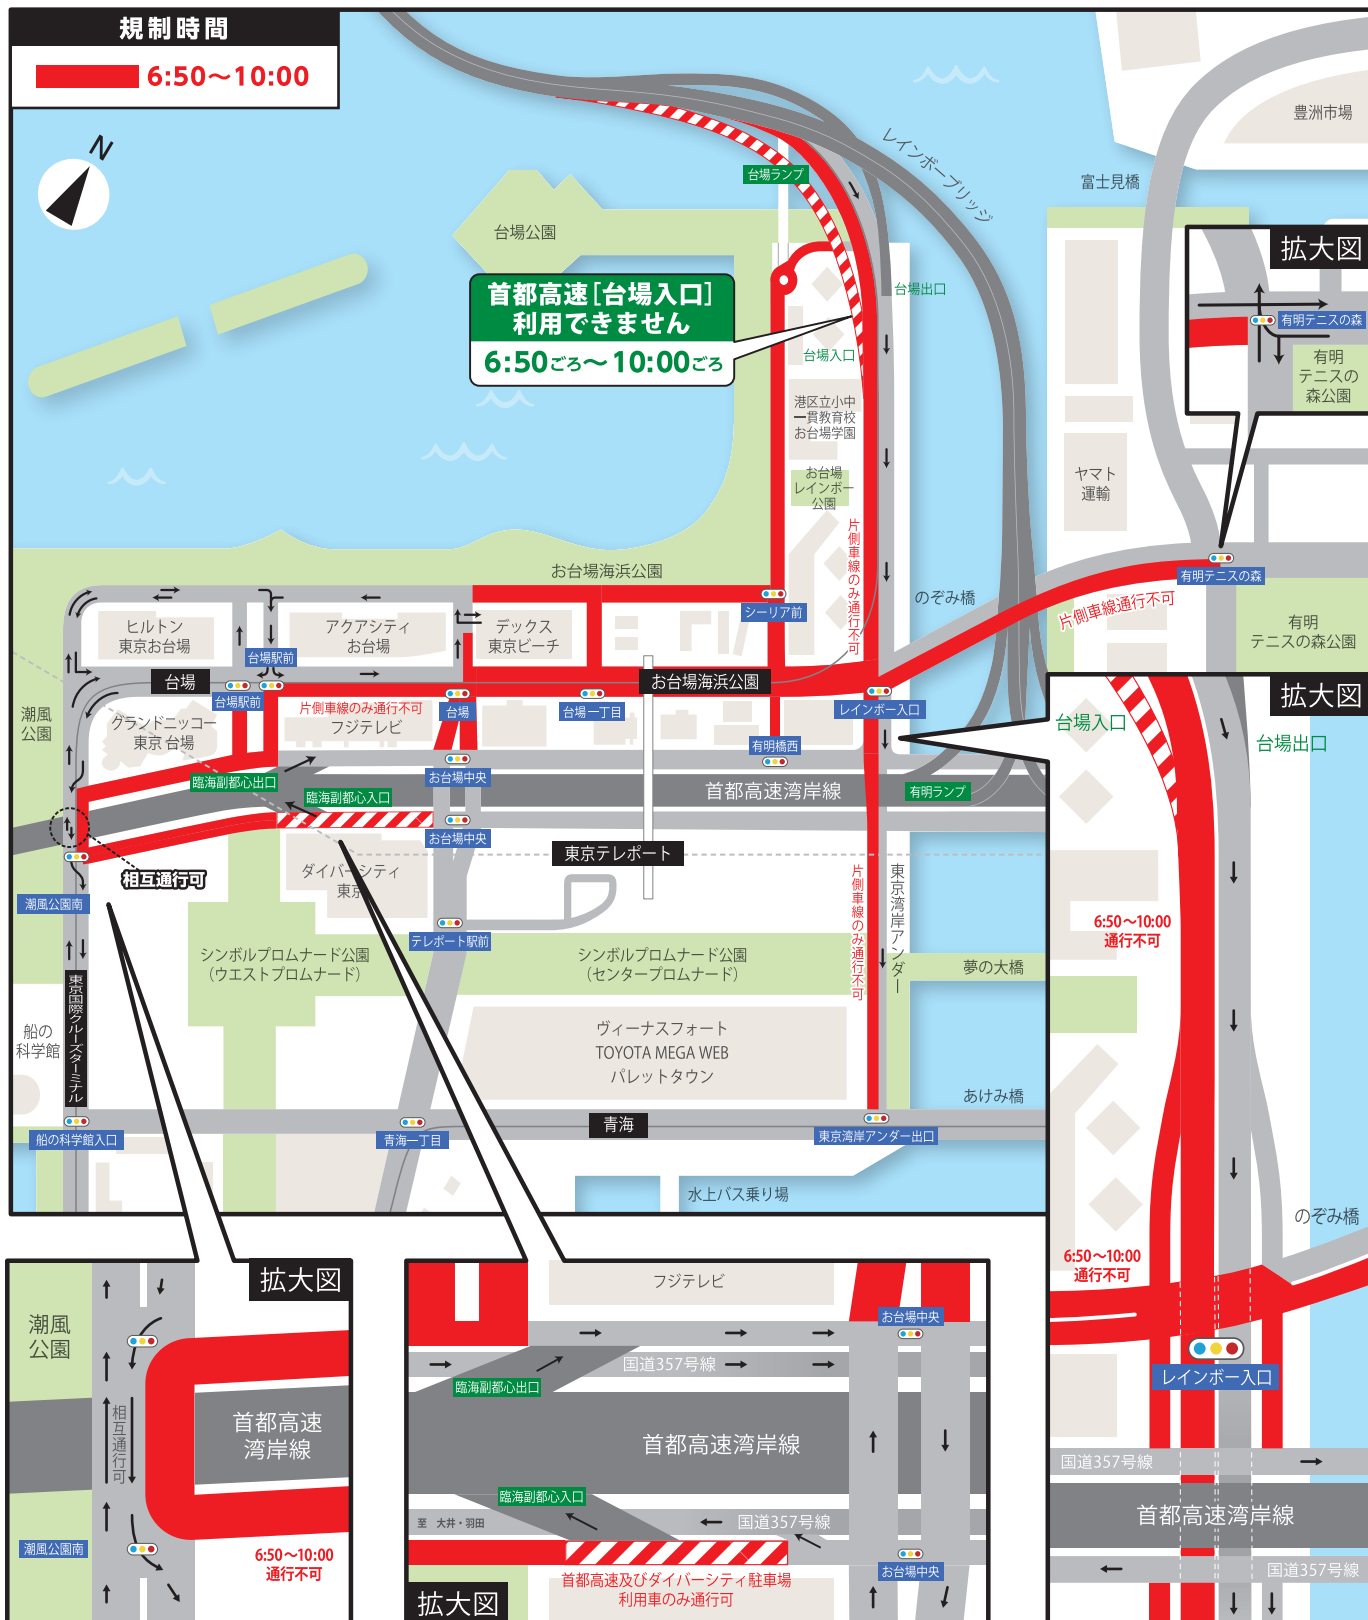 規制時間
6:50〜10:00
N
豊洲市場
レインボーブリッジ
富士見橋
台場ランプ
台場公園
拡大図
首都高速[台場入口]
利用できません
6:50ごろ〜10:00ごろ
台場出口
台場入口
有明テニスの森
有明
テニスの
森公園
港区立小中
一貫教育校
お台場学園
お台場
レインボー
公園
ヤマト
運輸
片側車線のみ通行不可
お台場海浜公園
シーリア前
のぞみ橋
有明テニスの森
片側車線通行不可
有明
テニスの森公園
ヒルトン
東京お台場
アクアシティ
お台場
デックス
東京ビーチ
台場駅前
台場
台場駅前
お台場海浜公園
潮風
公園
グランドニッコー
東京 台場
片側車線のみ通行不可
フジテレビ
台場
台場一丁目
レインボー入口
有明橋西
臨海副都心出口
お台場中央
首都高速湾岸線
有明ランプ
臨海副都心入口
お台場中央
東京テレポート
相互通行可
ダイバーシティ
東京
潮風公園南
テレポート駅前
片側車線のみ通行不可
東京湾岸アンダー
シンボルプロムナード公園
(ウエストプロムナード)
シンボルプロムナード公園
(センタープロムナード)
夢の大橋
東京国際クルーズターミナル
船の
科学館
ヴィーナスフォート
TOYOTA MEGA WEB
パレットタウン
あけみ橋
船の科学館入口
青海一丁目
青海
東京湾岸アンダー出口
水上バス乗り場
拡大図
台場入口
台場出口
6:50〜10:00
通行不可
のぞみ橋
6:50〜10:00
通行不可
レインボー入口
国道357号線
首都高速湾岸線
国道357号線
拡大図
潮風
公園
相互通行可
首都高速
湾岸線
潮風公園南
6:50〜10:00
通行不可
フジテレビ
お台場中央
国道357号線
臨海副都心出口
首都高速湾岸線
臨海副都心入口
至 大井・羽田
国道357号線
お台場中央
首都高速及びダイバーシティ駐車場
利用車のみ通行可
拡大図